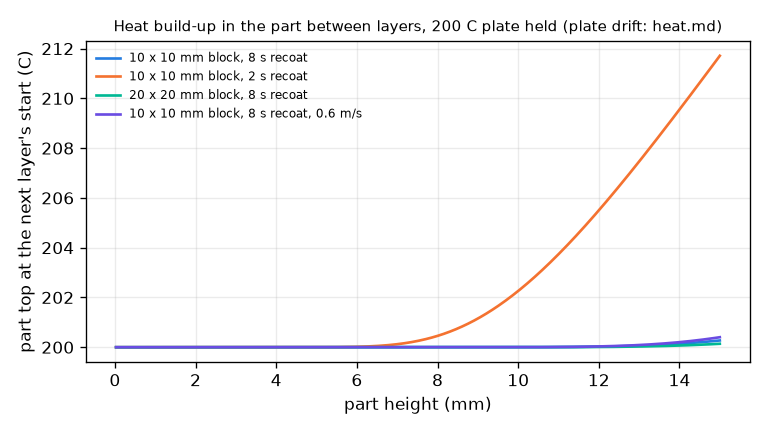 Heat build-up in the part between layers, 200 C plate held (plate drift: heat.md)
212
210
208
206
204
202
200
part top at the next layer's start (C)
10 x 10 mm block, 8 s recoat
10 x 10 mm block, 2 s recoat
20 x 20 mm block, 8 s recoat
10 x 10 mm block, 8 s recoat, 0.6 m/s
0 2 4 6 8 10 12 14
part height (mm)